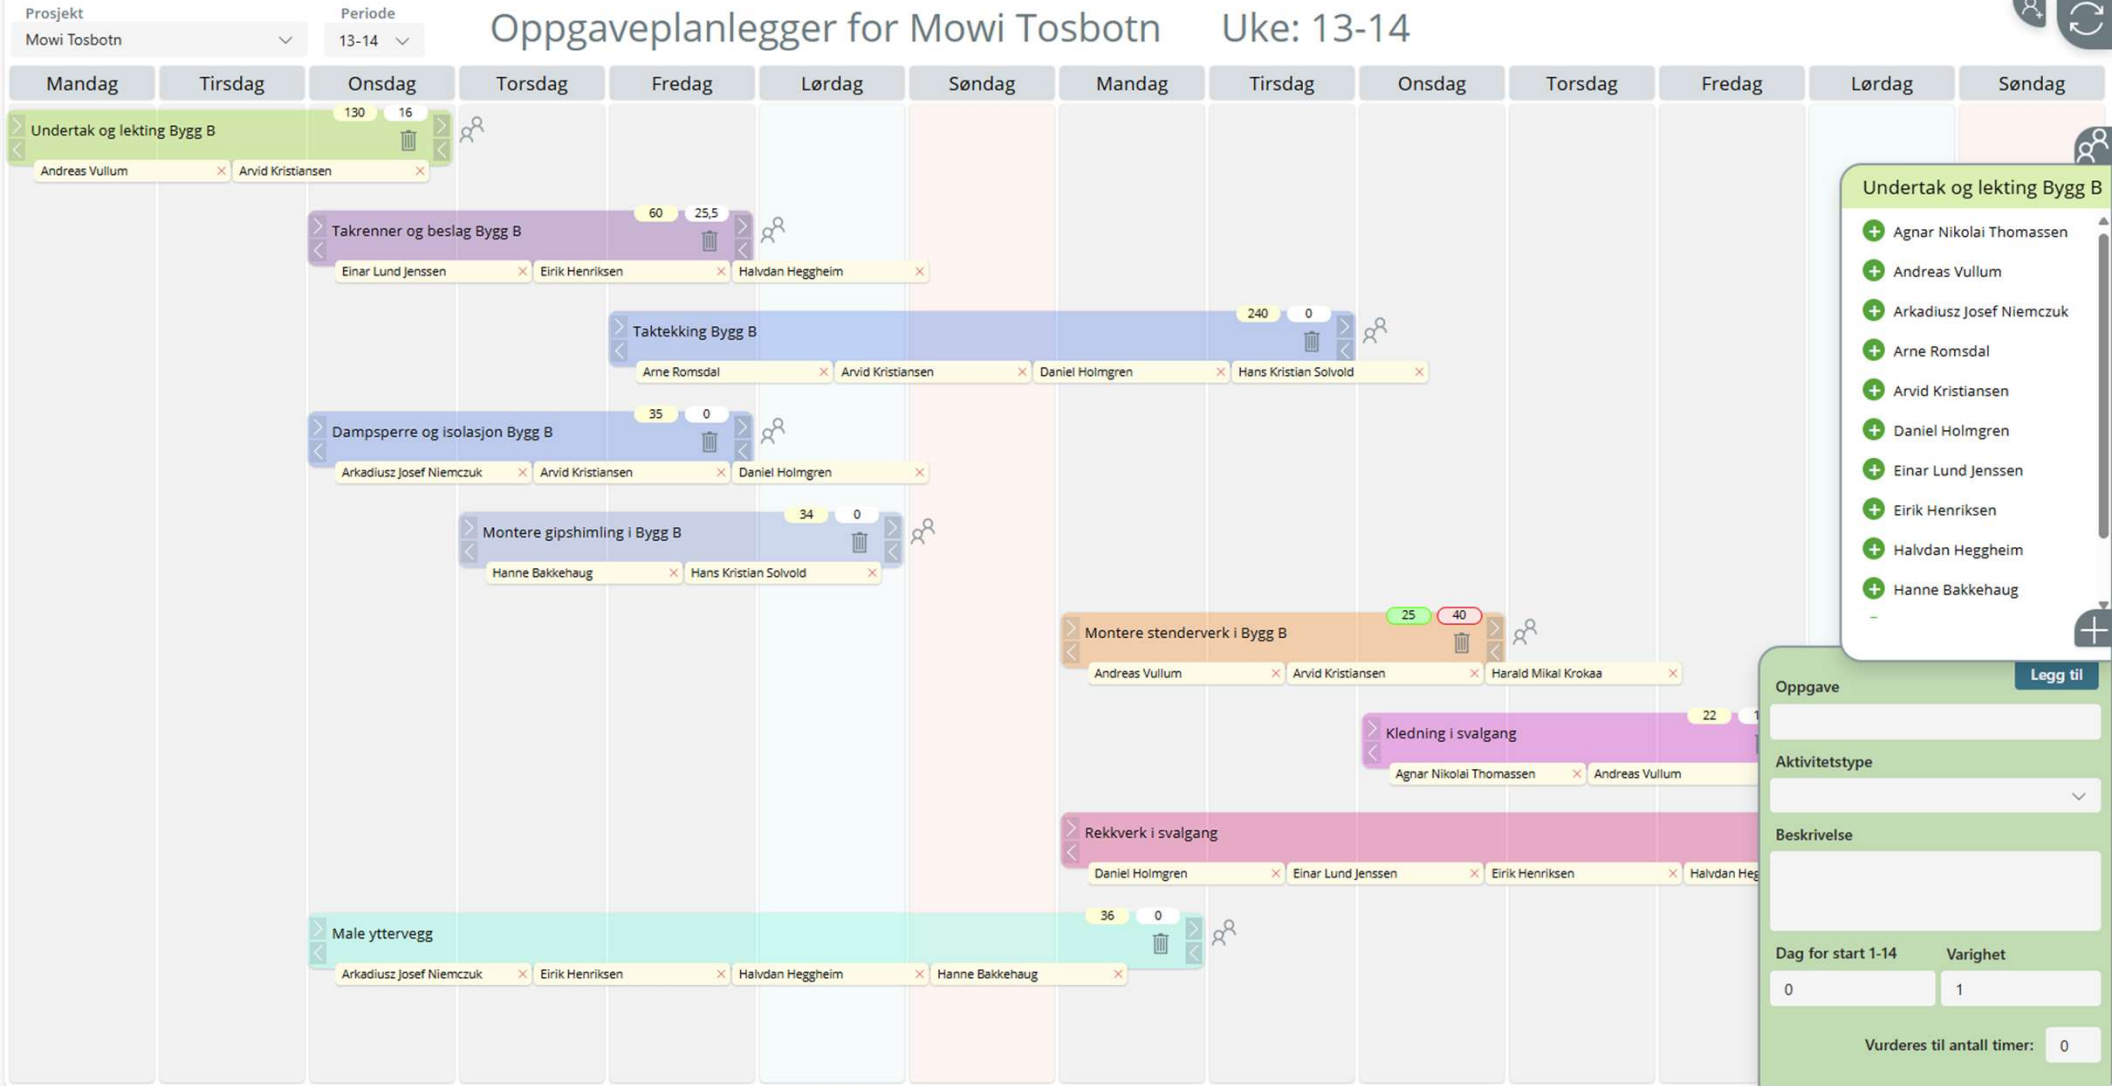 Prosjekt
Periode
Mowi Tosbotn
13-14
Oppgaveplanlegger for Mowi Tosbotn Uke: 13-14
Mandag Tirsdag Onsdag Torsdag Fredag Lørdag Søndag Mandag Tirsdag Onsdag Torsdag Fredag Lørdag Søndag
130 16
Undertak og lekting Bygg B
Andreas Vullum Arvid Kristiansen
60 25,5
Takrenner og beslag Bygg B
Einar Lund Jenssen Eirik Henriksen Halvdan Heggheim
240 0
Taktekking Bygg B
Arne Romsdal Arvid Kristiansen Daniel Holmgren Hans Kristian Solvold
35 0
Dampsperre og isolasjon Bygg B
Arkadiusz Josef Niemczuk Arvid Kristiansen Daniel Holmgren
34 0
Montere gipshimling i Bygg B
Hanne Bakkehaug Hans Kristian Solvold
25 40
Montere stenderverk i Bygg B
Andreas Vullum Arvid Kristiansen Harald Mikal Krokaa
22 1
Kledning i svalgang
Agnar Nikolai Thomassen Andreas Vullum
Rekkverk i svalgang
Daniel Holmgren Einar Lund Jenssen Eirik Henriksen Halvdan Heg
36 0
Male yttervegg
Arkadiusz Josef Niemczuk Eirik Henriksen Halvdan Heggheim Hanne Bakkehaug
Undertak og lekting Bygg B
Agnar Nikolai Thomassen
Andreas Vullum
Arkadiusz Josef Niemczuk
Arne Romsdal
Arvid Kristiansen
Daniel Holmgren
Einar Lund Jenssen
Eirik Henriksen
Halvdan Heggheim
Hanne Bakkehaug
Legg til
Oppgave
Aktivitetstype
Beskrivelse
Dag for start 1-14 Varighet
0 1
Vurderes til antall timer: 0